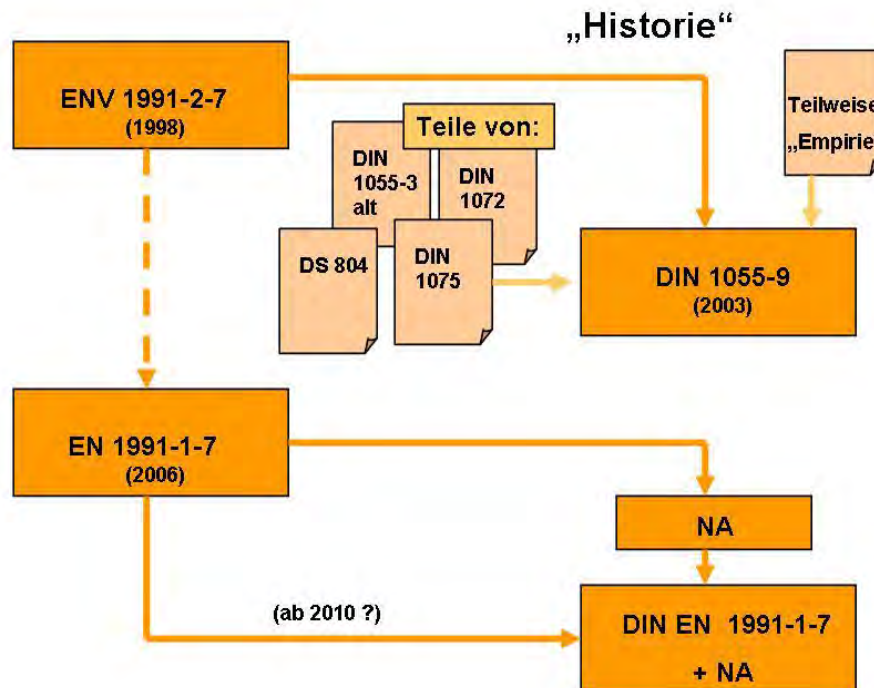 „Historie“
ENV 1991-2-7
(1998)
Teile von:
DIN
1055-3
alt
DIN
1072
DS 804
DIN
1075
Teilweise
„Empirie“
DIN 1055-9
(2003)
EN 1991-1-7
(2006)
NA
(ab 2010 ?)
DIN EN 1991-1-7
+ NA